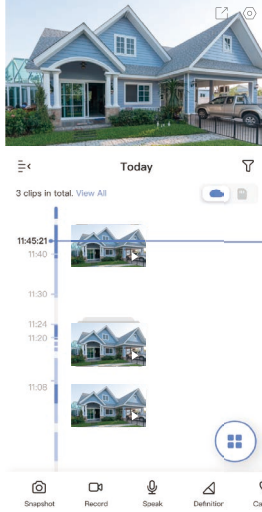 Today
3 clips in total. View All
11:45:21
11:40
11:30
11:24
11:20
11:08
Snapshot Record Speak Definition Ca